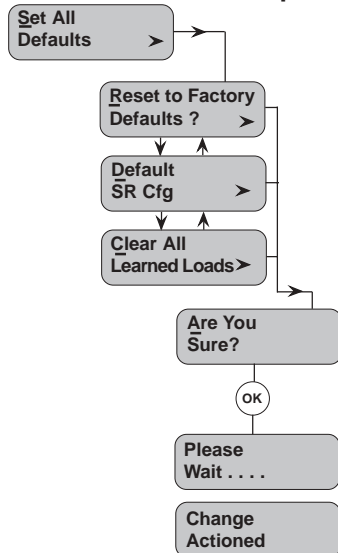 Set All
Defaults
Reset to Factory
Defaults ?
Default
SR Cfg
Clear All
Learned Loads
Are You
Sure?
OK
Please
Wait . . . .
Change
Actioned